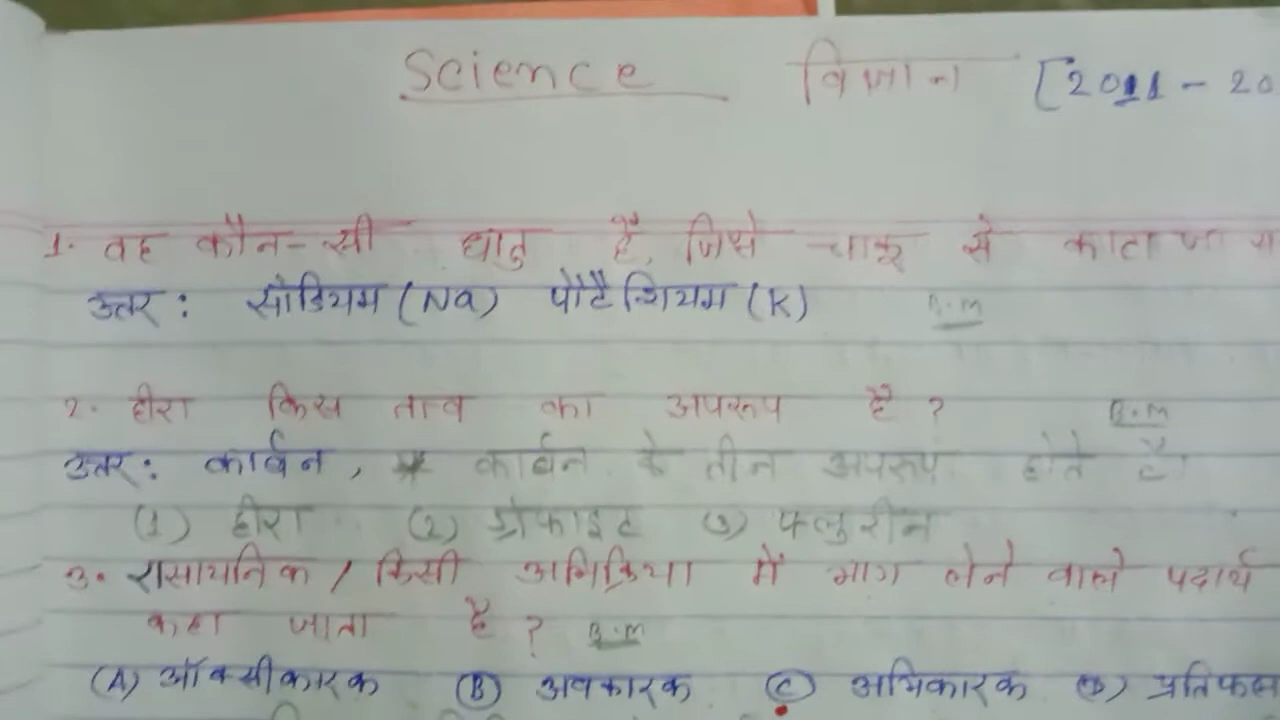 Science विज्ञान [2011 - 20
1. वह कौन-सी धातु है, जिसे चाकू से काटा जा स
उत्तर : सोडियम (Na) पोटैशियम (K) B.M
2. हीरा किस तत्व का अपरूप है ? B.M
उत्तर : कार्बन, कार्बन के तीन अपरूप होते है
(1) हीरा (2) ग्रेफाइट (3) फ्लुरीन
3. रासायनिक / किसी अभिक्रिया में भाग लेने वाले पदार्थ
कहा जाता है ? B.M
(A) ऑक्सीकारक (B) अवकारक (C) अभिकारक (D) प्रतिफल